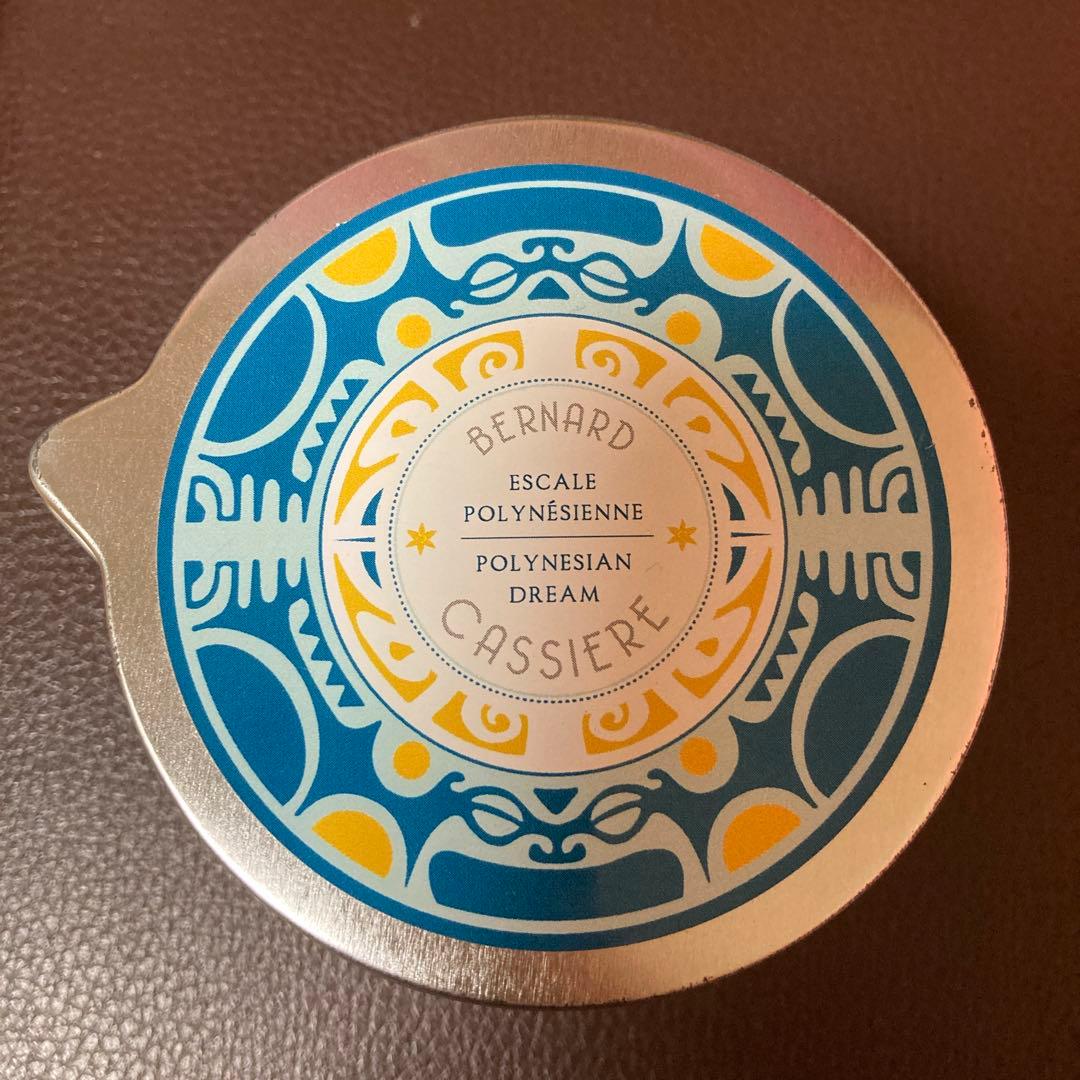 BERNARD
ESCALE
POLYNÉSIENNE
POLYNESIAN
DREAM
CASSIERE